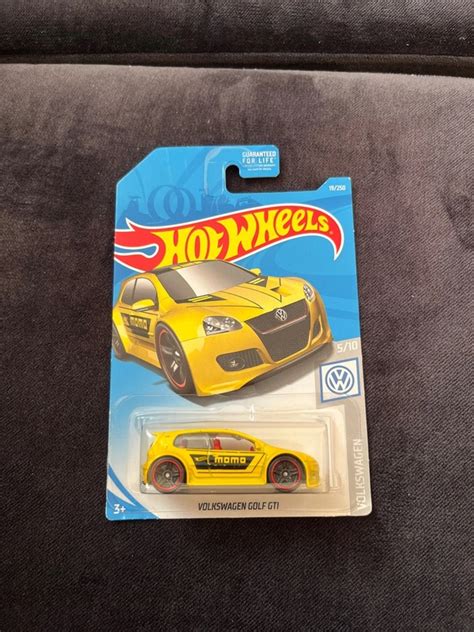 GUARANTEED
FOR LIFE
19/250
HOT WHEELS
MOMO
5/10
VOLKSWAGEN
momo
VOLKSWAGEN GOLF GTI
3+